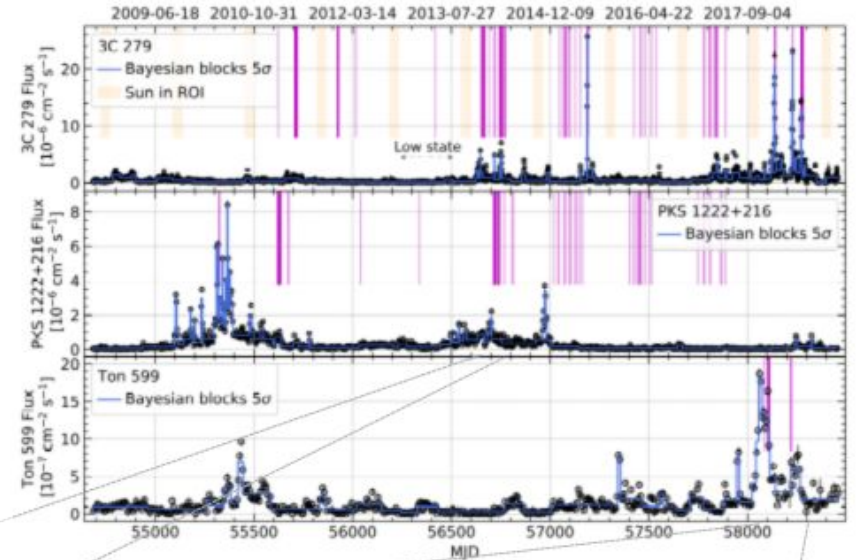 2009-06-18 2010-10-31 2012-03-14 2013-07-27 2014-12-09 2016-04-22 2017-09-04
3C 279 Flux
[10⁻⁶ cm⁻² s⁻¹]
20
10
0
3C 279
Bayesian blocks 5σ
Sun in ROI
Low state
PKS 1222+216 Flux
[10⁻⁶ cm⁻² s⁻¹]
8
6
4
2
0
PKS 1222+216
Bayesian blocks 5σ
Ton 599 Flux
[10⁻⁷ cm⁻² s⁻¹]
20
15
10
5
0
Ton 599
Bayesian blocks 5σ
55000 55500 56000 56500 57000 57500 58000
MJD